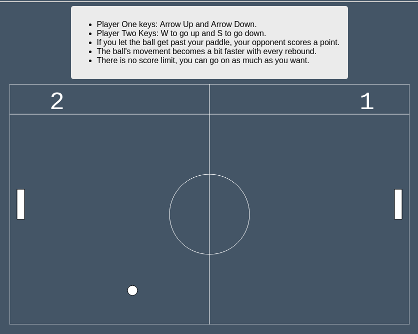 Player One keys: Arrow Up and Arrow Down.
Player Two Keys: W to go up and S to go down.
If you let the ball get past your paddle, your opponent scores a point.
The ball's movement becomes a bit faster with every rebound.
There is no score limit, you can go on as much as you want.
2 1